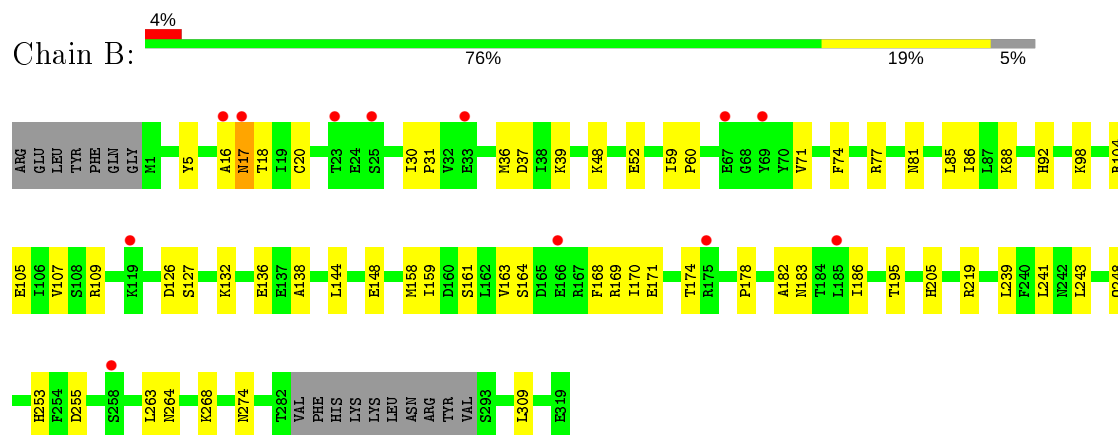 4%
Chain B:
76% 19% 5%
ARG GLU LEU TYR PHE GLN GLY M1 Y5 A16 N17 T18 I19 C20 T23 E24 S25 I30 P31 V32 E33 M36 D37 I38 K39 K48 E52 I59 P60 E67 G68 Y69 Y70 V71 F74 R77 N81 L85 I86 L87 K88 H92 K98 R104
E105 I106 V107 S108 R109 K119 D126 S127 K132 E136 E137 A138 L144 E148 M158 I159 D160 S161 L162 V163 S164 D165 E166 R167 F168 R169 I170 E171 T174 R175 P178 A182 N183 T184 L185 I186 T195 H205 R219 L239 F240 L241 N242 L243 Q248
H253 F254 D255 S258 L263 N264 K268 N274 T282 VAL PHE HIS LYS LYS LEU ASN ARG TYR VAL S293 L309 E319